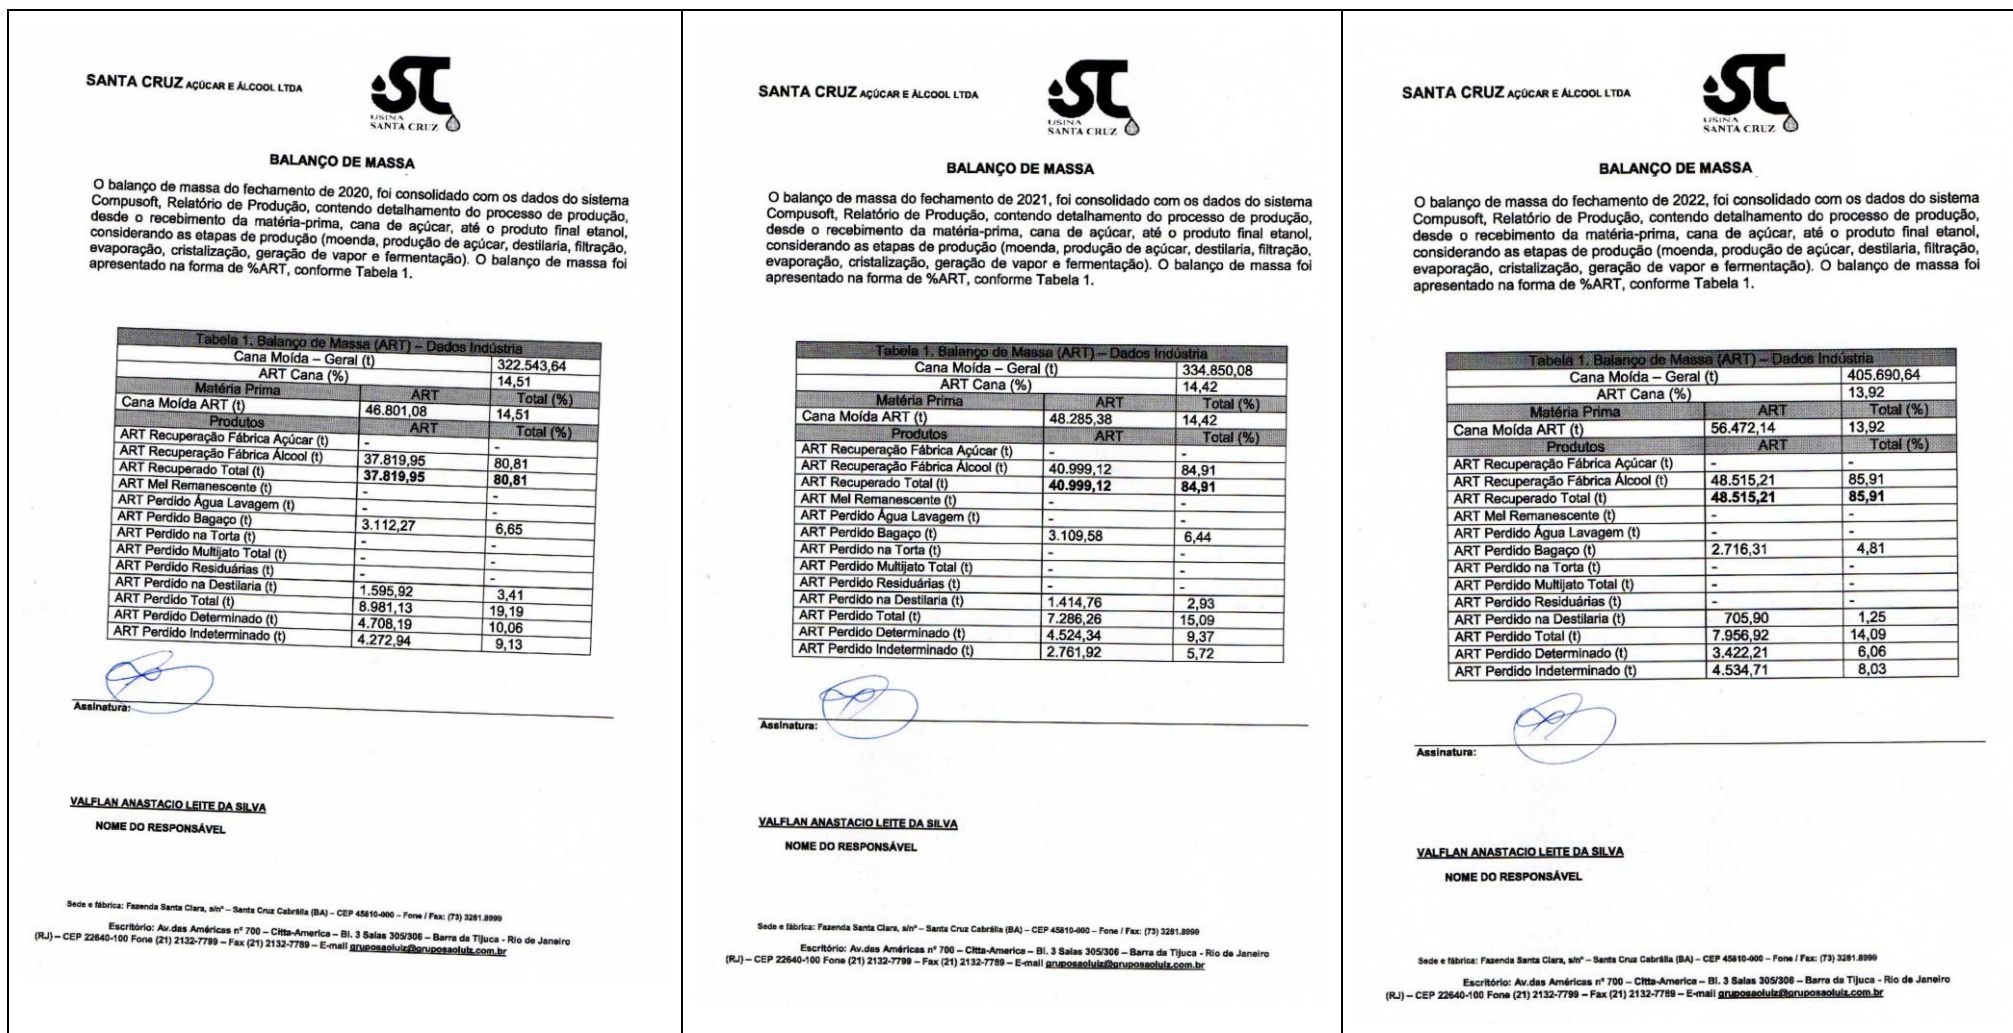 SANTA CRUZ AÇÚCAR E ÁLCOOL LTDA
USINA
SANTA CRUZ
BALANÇO DE MASSA
O balanço de massa do fechamento de 2020, foi consolidado com os dados do sistema
Compusoft, Relatório de Produção, contendo detalhamento do processo de produção,
desde o recebimento da matéria-prima, cana de açúcar, até o produto final etanol,
considerando as etapas de produção (moenda, produção de açúcar, destilaria, filtração,
evaporação, cristalização, geração de vapor e fermentação). O balanço de massa foi
apresentado na forma de %ART, conforme Tabela 1.
Tabela 1. Balanço de Massa (ART) – Dados Indústria
Cana Moída – Geral (t) 322.543,64
ART Cana (%) 14,51
Matéria Prima ART Total (%)
Cana Moída ART (t) 46.801,08 14,51
Produtos ART Total (%)
ART Recuperação Fábrica Açúcar (t) - -
ART Recuperação Fábrica Álcool (t) 37.819,95 80,81
ART Recuperado Total (t) 37.819,95 80,81
ART Mel Remanescente (t) - -
ART Perdido Água Lavagem (t) - -
ART Perdido Bagaço (t) 3.112,27 6,65
ART Perdido na Torta (t) - -
ART Perdido Multijato Total (t) - -
ART Perdido Residuárias (t) - -
ART Perdido na Destilaria (t) 1.595,92 3,41
ART Perdido Total (t) 8.981,13 19,19
ART Perdido Determinado (t) 4.708,19 10,06
ART Perdido Indeterminado (t) 4.272,94 9,13
Assinatura:
VALFLAN ANASTACIO LEITE DA SILVA
NOME DO RESPONSÁVEL
Sede e fábrica: Fazenda Santa Clara, s/nº – Santa Cruz Cabrália (BA) – CEP 45810-000 – Fone / Fax: (73) 3281.8999
Escritório: Av.das Américas nº 700 – Citta-America – Bl. 3 Salas 305/306 – Barra da Tijuca - Rio de Janeiro
(RJ) – CEP 22640-100 Fone (21) 2132-7799 – Fax (21) 2132-7789 – E-mail gruposaoluiz@gruposaoluiz.com.br
SANTA CRUZ AÇÚCAR E ÁLCOOL LTDA
USINA
SANTA CRUZ
BALANÇO DE MASSA
O balanço de massa do fechamento de 2021, foi consolidado com os dados do sistema
Compusoft, Relatório de Produção, contendo detalhamento do processo de produção,
desde o recebimento da matéria-prima, cana de açúcar, até o produto final etanol,
considerando as etapas de produção (moenda, produção de açúcar, destilaria, filtração,
evaporação, cristalização, geração de vapor e fermentação). O balanço de massa foi
apresentado na forma de %ART, conforme Tabela 1.
Tabela 1. Balanço de Massa (ART) – Dados Indústria
Cana Moída – Geral (t) 334.850,08
ART Cana (%) 14,42
Matéria Prima ART Total (%)
Cana Moída ART (t) 48.285,38 14,42
Produtos ART Total (%)
ART Recuperação Fábrica Açúcar (t) - -
ART Recuperação Fábrica Álcool (t) 40.999,12 84,91
ART Recuperado Total (t) 40.999,12 84,91
ART Mel Remanescente (t) - -
ART Perdido Água Lavagem (t) - -
ART Perdido Bagaço (t) 3.109,58 6,44
ART Perdido na Torta (t) - -
ART Perdido Multijato Total (t) - -
ART Perdido Residuárias (t) - -
ART Perdido na Destilaria (t) 1.414,76 2,93
ART Perdido Total (t) 7.286,26 15,09
ART Perdido Determinado (t) 4.524,34 9,37
ART Perdido Indeterminado (t) 2.761,92 5,72
Assinatura:
VALFLAN ANASTACIO LEITE DA SILVA
NOME DO RESPONSÁVEL
Sede e fábrica: Fazenda Santa Clara, s/nº – Santa Cruz Cabrália (BA) – CEP 45810-000 – Fone / Fax: (73) 3281.8999
Escritório: Av.das Américas nº 700 – Citta-America – Bl. 3 Salas 305/306 – Barra da Tijuca - Rio de Janeiro
(RJ) – CEP 22640-100 Fone (21) 2132-7799 – Fax (21) 2132-7789 – E-mail gruposaoluiz@gruposaoluiz.com.br
SANTA CRUZ AÇÚCAR E ÁLCOOL LTDA
USINA
SANTA CRUZ
BALANÇO DE MASSA
O balanço de massa do fechamento de 2022, foi consolidado com os dados do sistema
Compusoft, Relatório de Produção, contendo detalhamento do processo de produção,
desde o recebimento da matéria-prima, cana de açúcar, até o produto final etanol,
considerando as etapas de produção (moenda, produção de açúcar, destilaria, filtração,
evaporação, cristalização, geração de vapor e fermentação). O balanço de massa foi
apresentado na forma de %ART, conforme Tabela 1.
Tabela 1. Balanço de Massa (ART) – Dados Indústria
Cana Moída – Geral (t) 405.690,64
ART Cana (%) 13,92
Matéria Prima ART Total (%)
Cana Moída ART (t) 56.472,14 13,92
Produtos ART Total (%)
ART Recuperação Fábrica Açúcar (t) - -
ART Recuperação Fábrica Álcool (t) 48.515,21 85,91
ART Recuperado Total (t) 48.515,21 85,91
ART Mel Remanescente (t) - -
ART Perdido Água Lavagem (t) - -
ART Perdido Bagaço (t) 2.716,31 4,81
ART Perdido na Torta (t) - -
ART Perdido Multijato Total (t) - -
ART Perdido Residuárias (t) - -
ART Perdido na Destilaria (t) 705,90 1,25
ART Perdido Total (t) 7.956,92 14,09
ART Perdido Determinado (t) 3.422,21 6,06
ART Perdido Indeterminado (t) 4.534,71 8,03
Assinatura:
VALFLAN ANASTACIO LEITE DA SILVA
NOME DO RESPONSÁVEL
Sede e fábrica: Fazenda Santa Clara, s/nº – Santa Cruz Cabrália (BA) – CEP 45810-000 – Fone / Fax: (73) 3281.8999
Escritório: Av.das Américas nº 700 – Citta-America – Bl. 3 Salas 305/306 – Barra da Tijuca - Rio de Janeiro
(RJ) – CEP 22640-100 Fone (21) 2132-7799 – Fax (21) 2132-7789 – E-mail gruposaoluiz@gruposaoluiz.com.br